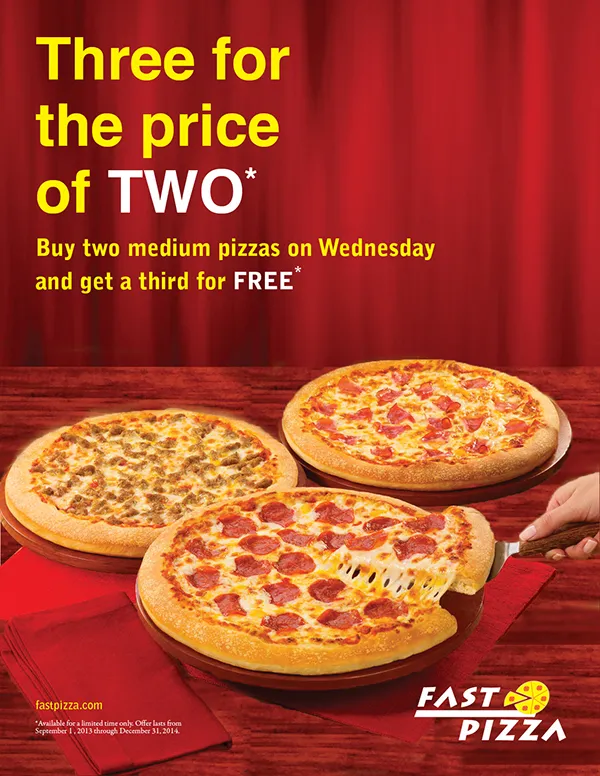 Three for
the price
of TWO*
Buy two medium pizzas on Wednesday
and get a third for FREE*
fastpizza.com
*Available for a limited time only. Offer lasts from
September 1 , 2013 through December 31, 2014.
FAST
PIZZA